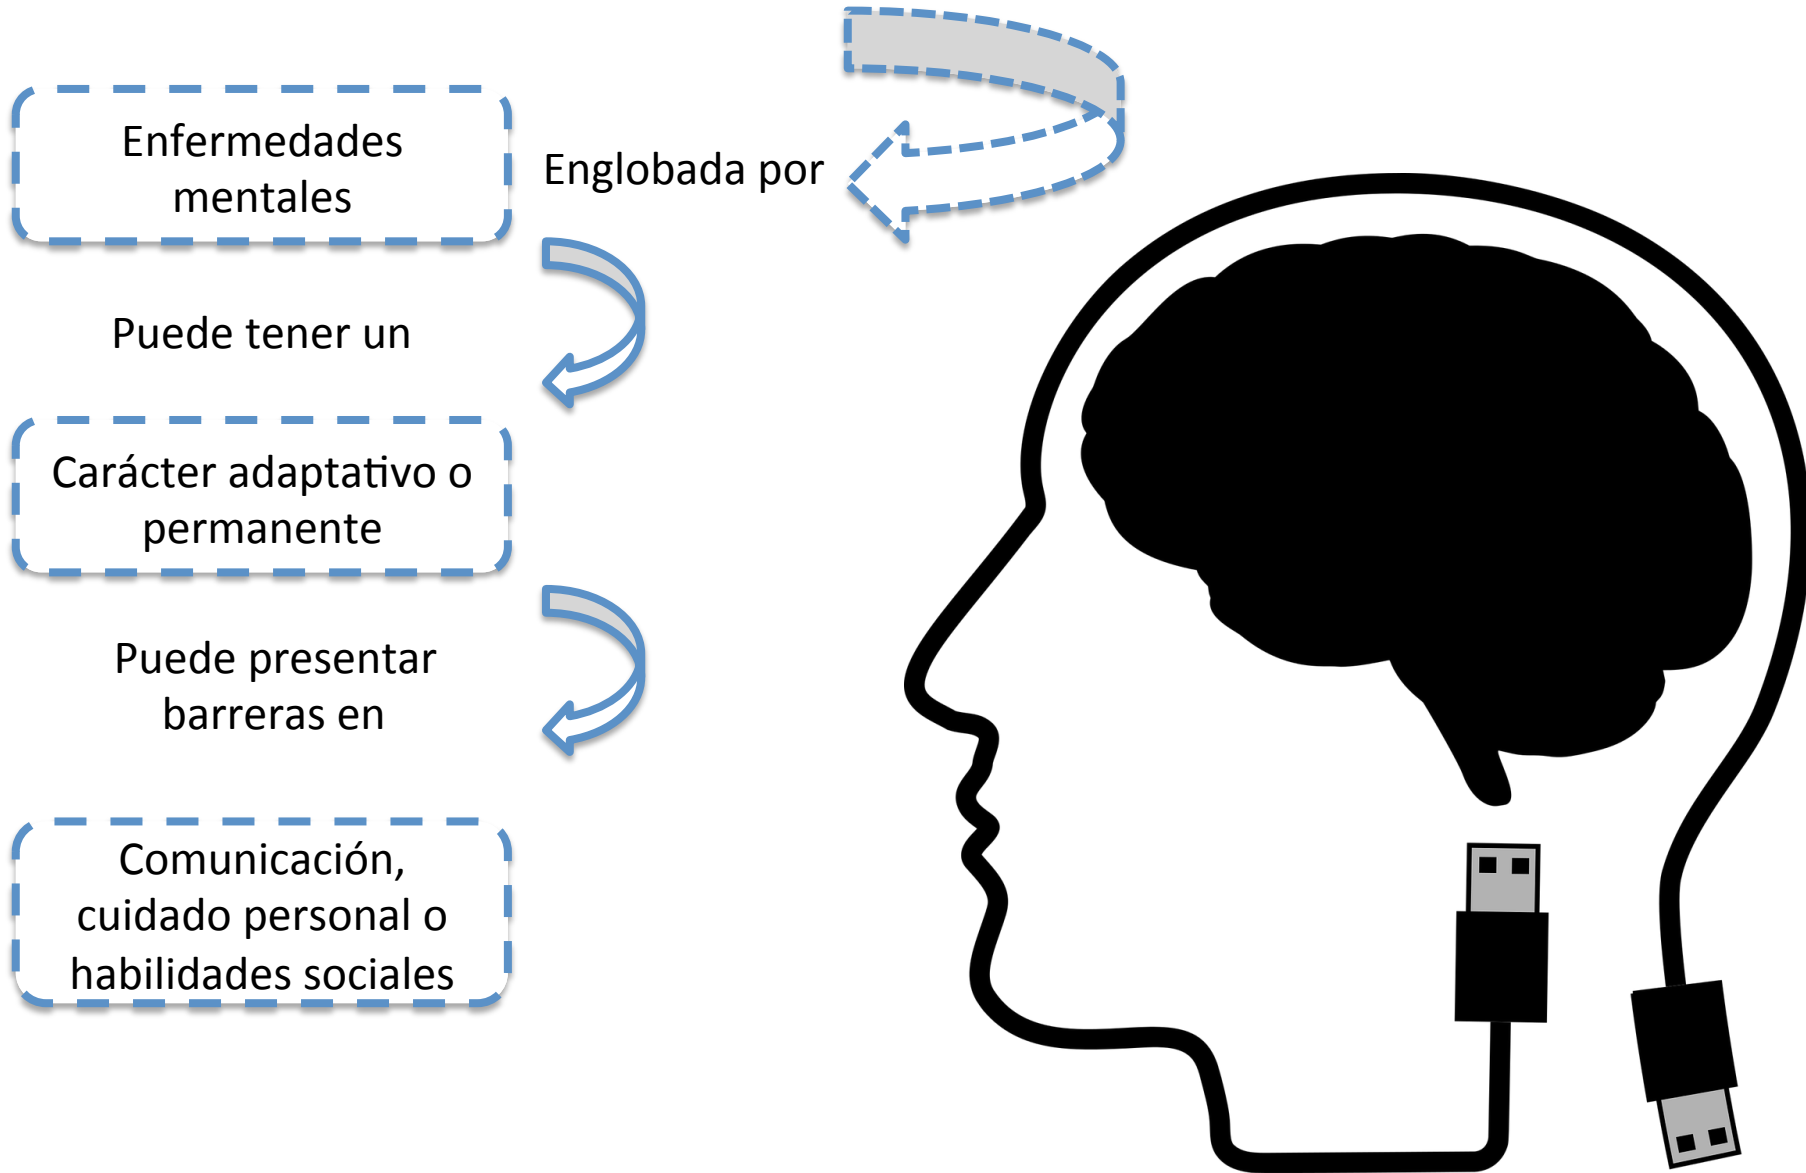 Enfermedades
mentales
Englobada por
Puede tener un
Carácter adaptativo o
permanente
Puede presentar
barreras en
Comunicación,
cuidado personal o
habilidades sociales